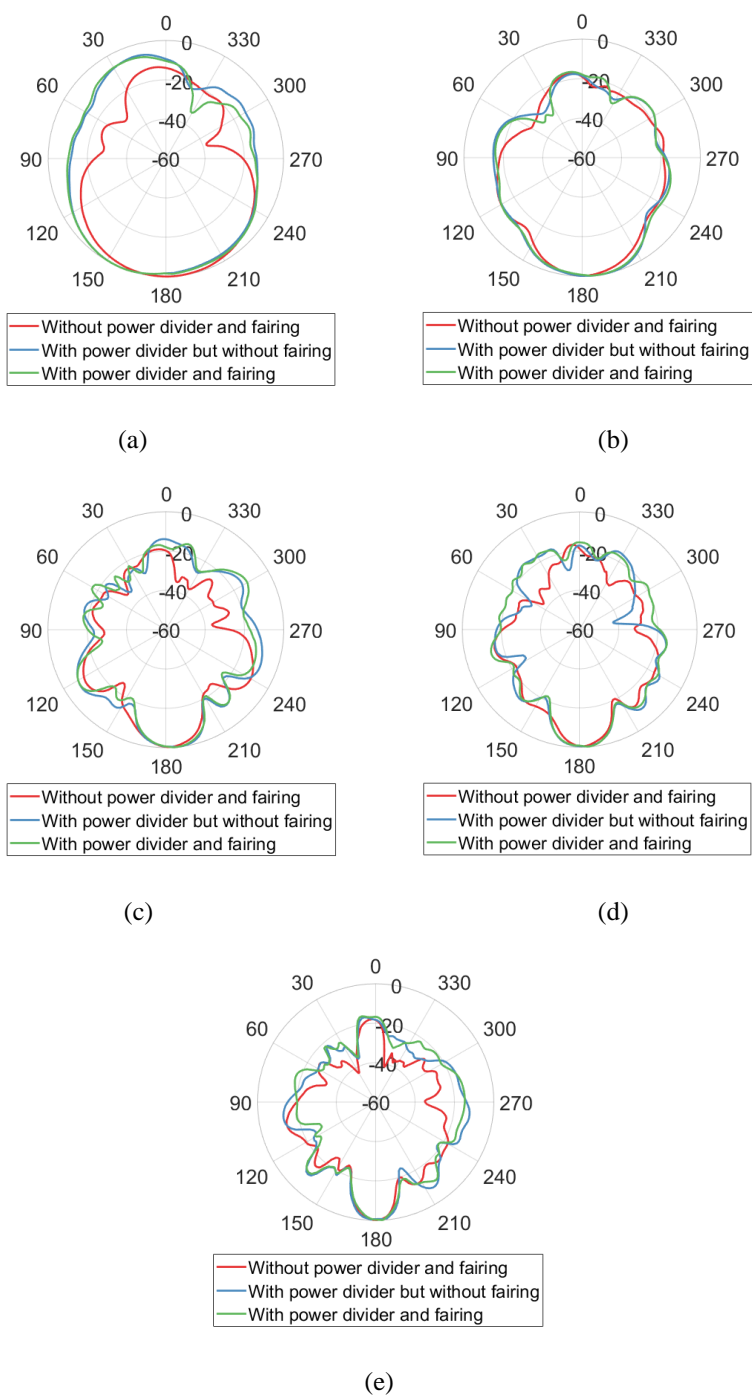 0
30 0 330
60 -20 300
-40
90 -60 270
120 240
150 210
180
Without power divider and fairing
With power divider but without fairing
With power divider and fairing
(a)
0
30 0 330
60 -20 300
-40
90 -60 270
120 240
150 210
180
Without power divider and fairing
With power divider but without fairing
With power divider and fairing
(b)
0
30 0 330
60 -20 300
-40
90 -60 270
120 240
150 210
180
Without power divider and fairing
With power divider but without fairing
With power divider and fairing
(c)
0
30 0 330
60 -20 300
-40
90 -60 270
120 240
150 210
180
Without power divider and fairing
With power divider but without fairing
With power divider and fairing
(d)
0
30 0 330
60 -20 300
-40
90 -60 270
120 240
150 210
180
Without power divider and fairing
With power divider but without fairing
With power divider and fairing
(e)